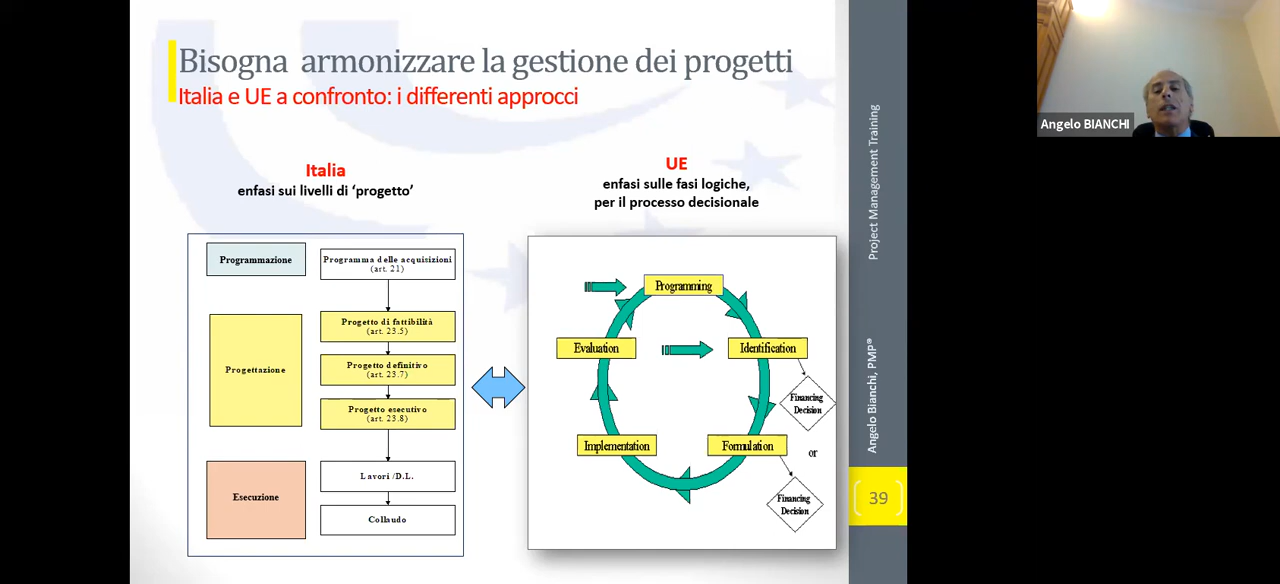 Bisogna armonizzare la gestione dei progetti
Italia e UE a confronto: i differenti approcci
Italia
enfasi sui livelli di ‘progetto’
Programmazione
Programma delle acquisizioni
(art. 21)
Progettazione
Progetto di fattibilità
(art. 23.5)
Progetto definitivo
(art. 23.7)
Progetto esecutivo
(art. 23.8)
Esecuzione
Lavori /D.L.
Collaudo
UE
enfasi sulle fasi logiche,
per il processo decisionale
Programming
Evaluation
Identification
Financing
Decision
Implementation
Formulation
or
Financing
Decision
Project Management Training
Angelo Bianchi, PMP®
39
Angelo BIANCHI